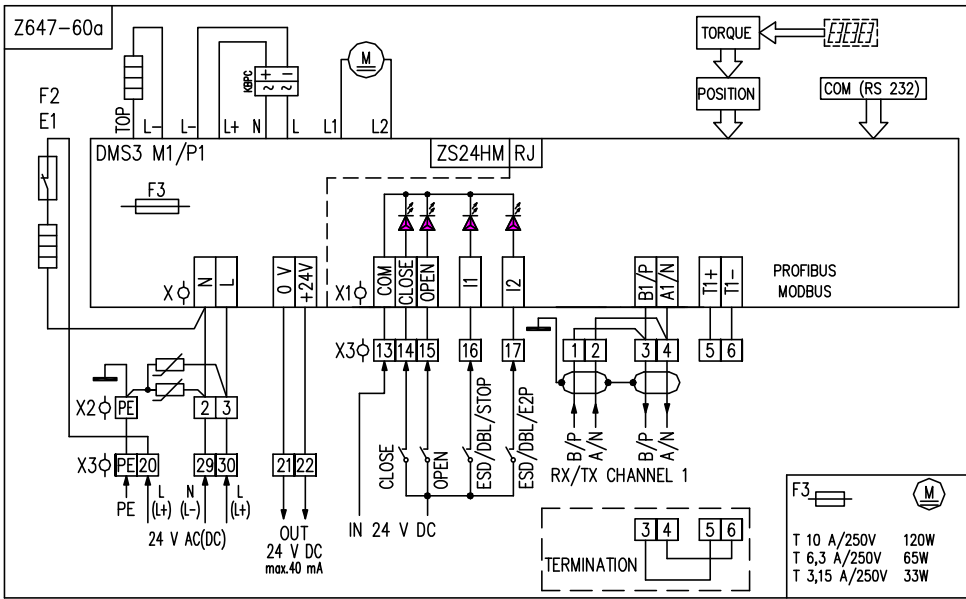 Z647-60a
TORQUE
POSITION
COM (RS 232)
F2
E1
TOP
L-
L-
L+
N
L
KBPC
+ −
~ ~
M
L1
L2
DMS3 M1/P1
ZS24HM
RJ
F3
PROFIBUS
MODBUS
X
N
L
0 V
+24V
X1
COM
CLOSE
OPEN
I1
I2
B1/P
A1/N
T1+
T1-
X3
13
14
15
16
17
1
2
3
4
5
6
X2
PE
2
3
X3
PE
20
29
30
21
22
PE
L
(L+)
N
(L-)
L
(L+)
24 V AC(DC)
OUT
24 V DC
max.40 mA
CLOSE
OPEN
ESD/DBL/STOP
ESD/DBL/E2P
IN 24 V DC
B/P
A/N
B/P
A/N
RX/TX CHANNEL 1
TERMINATION
3
4
5
6
F3
M
T 10 A/250V 120W
T 6,3 A/250V 65W
T 3,15 A/250V 33W